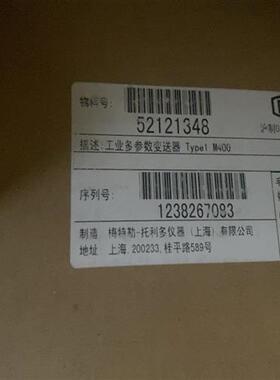 物料号:
52121348
描述:工业多参数变送器 Type1 M400
沪制
序列号:
1238267093
制造 梅特勒-托利多仪器（上海）有限公司
地址 上海,200233,桂平路589号